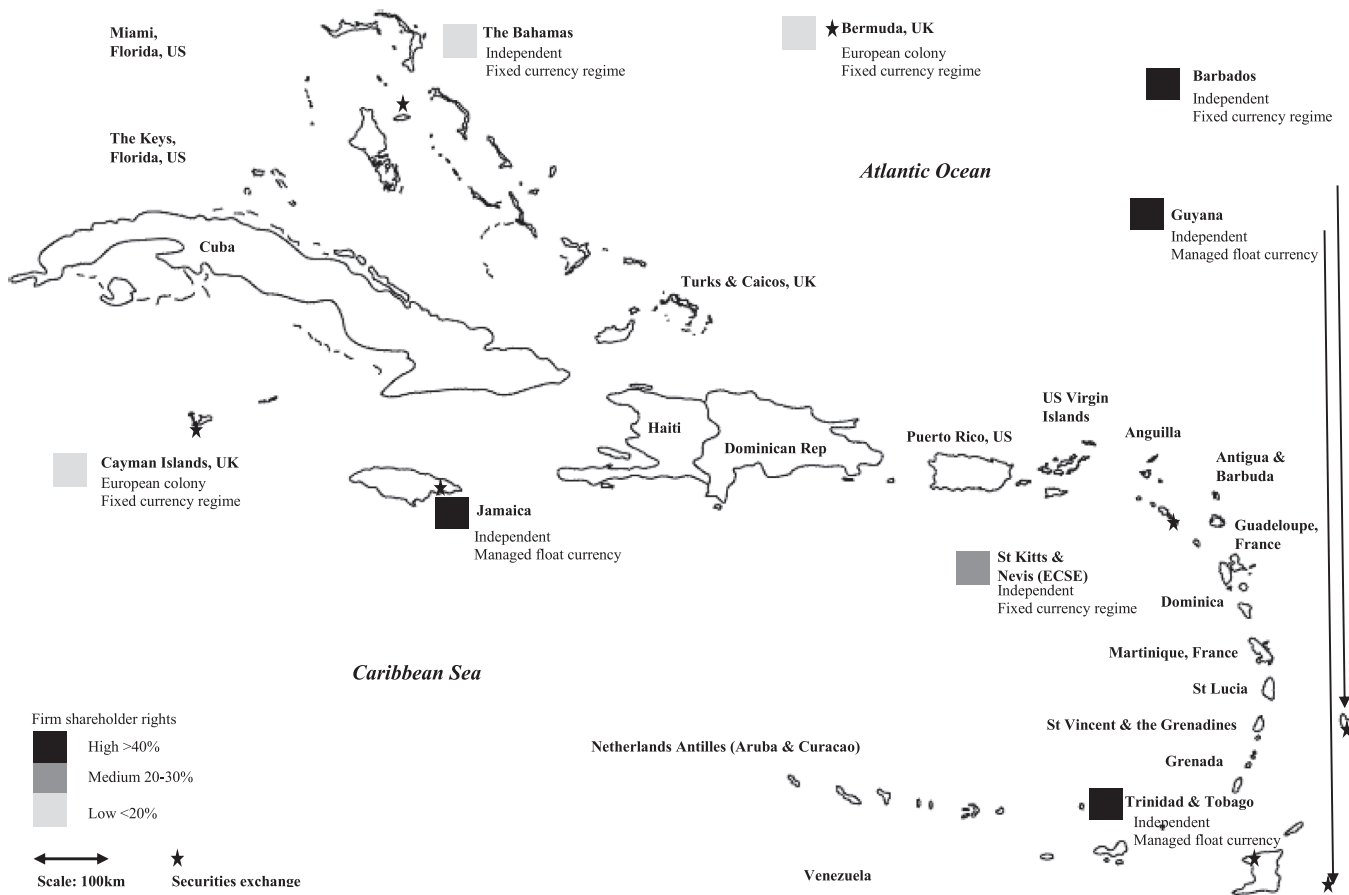 Miami,
Florida, US
The Bahamas
Independent
Fixed currency regime
Bermuda, UK
European colony
Fixed currency regime
Barbados
Independent
Fixed currency regime
The Keys,
Florida, US
Atlantic Ocean
Guyana
Independent
Managed float currency
Cuba
Turks & Caicos, UK
US Virgin
Islands
Haiti
Dominican Rep
Puerto Rico, US
Anguilla
Antigua &
Barbuda
Cayman Islands, UK
European colony
Fixed currency regime
Jamaica
Independent
Managed float currency
Guadeloupe,
France
St Kitts &
Nevis (ECSE)
Independent
Fixed currency regime
Dominica
Martinique, France
Caribbean Sea
St Lucia
St Vincent & the Grenadines
Grenada
Netherlands Antilles (Aruba & Curacao)
Trinidad & Tobago
Independent
Managed float currency
Venezuela
Firm shareholder rights
High >40%
Medium 20-30%
Low <20%
Scale: 100km
Securities exchange